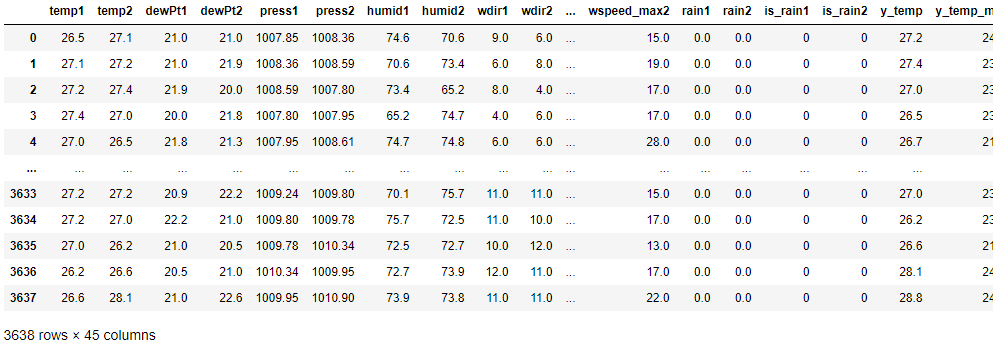 temp1 temp2 dewPt1 dewPt2 press1 press2 humid1 humid2 wdir1 wdir2 ... wspeed_max2 rain1 rain2 is_rain1 is_rain2 y_temp y_temp_m
0 26.5 27.1 21.0 21.0 1007.85 1008.36 74.6 70.6 9.0 6.0 ... 15.0 0.0 0.0 0 0 27.2 24
1 27.1 27.2 21.0 21.9 1008.36 1008.59 70.6 73.4 6.0 8.0 ... 19.0 0.0 0.0 0 0 27.4 23
2 27.2 27.4 21.9 20.0 1008.59 1007.80 73.4 65.2 8.0 4.0 ... 17.0 0.0 0.0 0 0 27.0 23
3 27.4 27.0 20.0 21.8 1007.80 1007.95 65.2 74.7 4.0 6.0 ... 17.0 0.0 0.0 0 0 26.5 23
4 27.0 26.5 21.8 21.3 1007.95 1008.61 74.7 74.8 6.0 6.0 ... 28.0 0.0 0.0 0 0 26.7 21
... ... ... ... ... ... ... ... ... ... ... ... ... ... ... ... ... ...
3633 27.2 27.2 20.9 22.2 1009.24 1009.80 70.1 75.7 11.0 11.0 ... 15.0 0.0 0.0 0 0 27.0 23
3634 27.2 27.0 22.2 21.0 1009.80 1009.78 75.7 72.5 11.0 10.0 ... 17.0 0.0 0.0 0 0 26.2 23
3635 27.0 26.2 21.0 20.5 1009.78 1010.34 72.5 72.7 10.0 12.0 ... 13.0 0.0 0.0 0 0 26.6 21
3636 26.2 26.6 20.5 21.0 1010.34 1009.95 72.7 73.9 12.0 11.0 ... 17.0 0.0 0.0 0 0 28.1 24
3637 26.6 28.1 21.0 22.6 1009.95 1010.90 73.9 73.8 11.0 11.0 ... 22.0 0.0 0.0 0 0 28.8 24
3638 rows × 45 columns